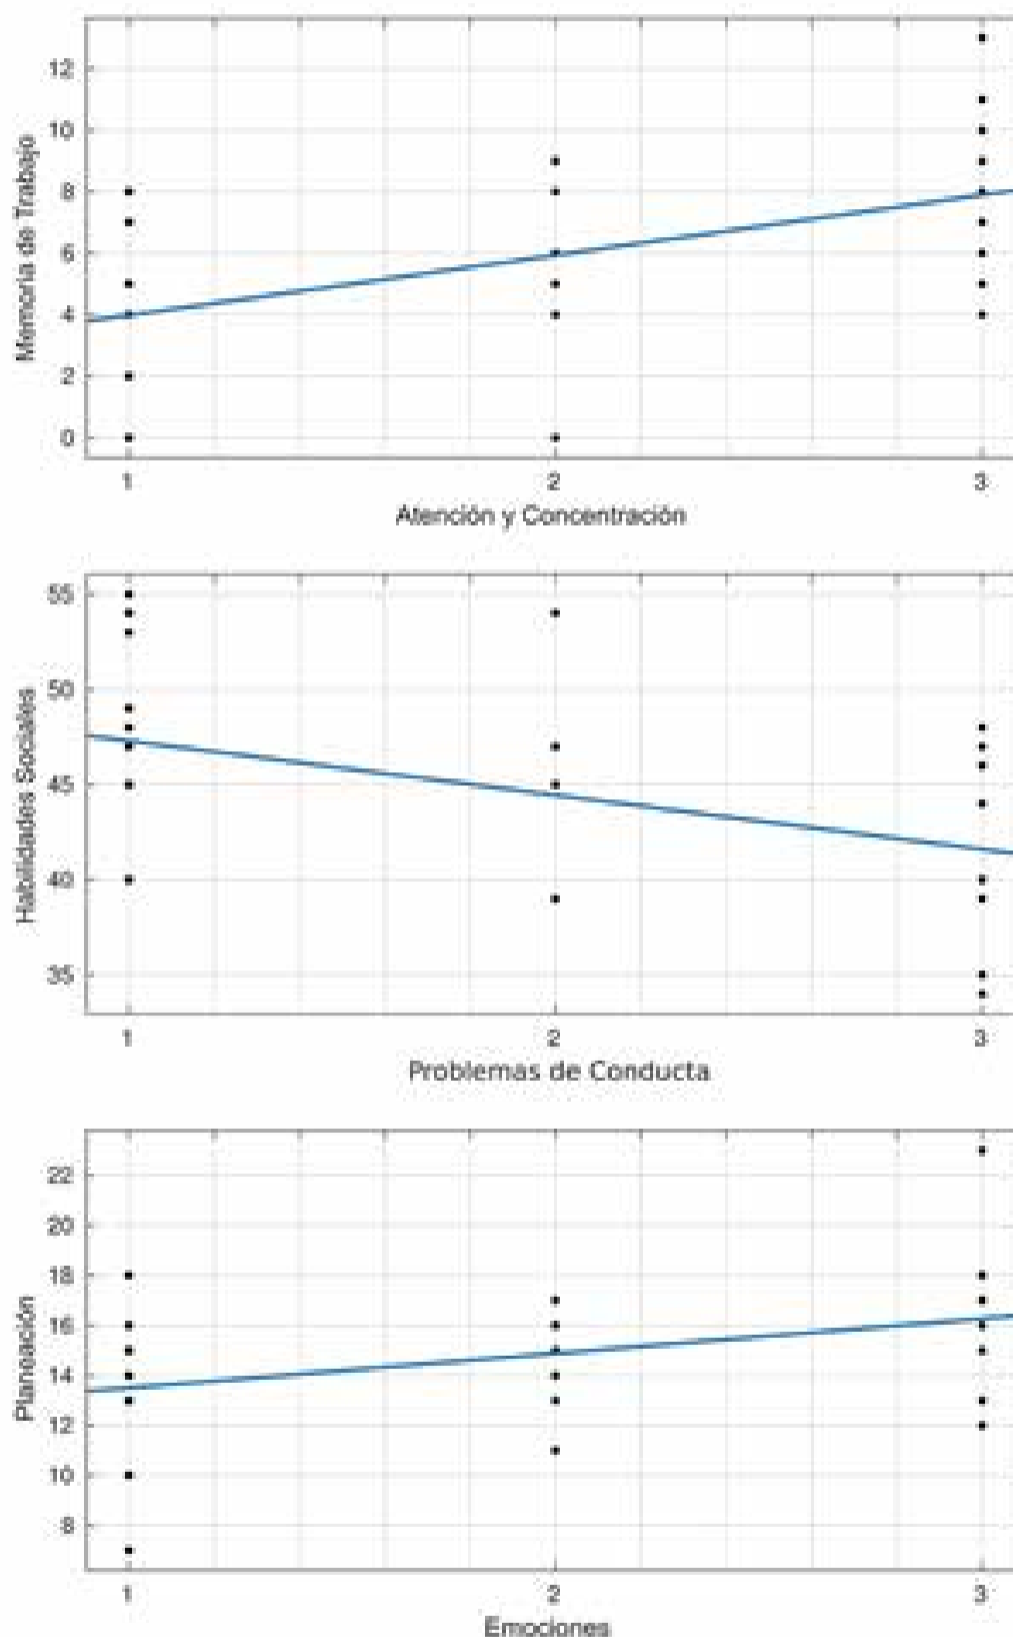 12
10
8
6
4
2
0
Memoria de Trabajo
1 2 3
Atención y Concentración
55
50
45
40
35
Habilidades Sociales
1 2 3
Problemas de Conducta
22
20
18
16
14
12
10
8
Planeación
1 2 3
Emociones